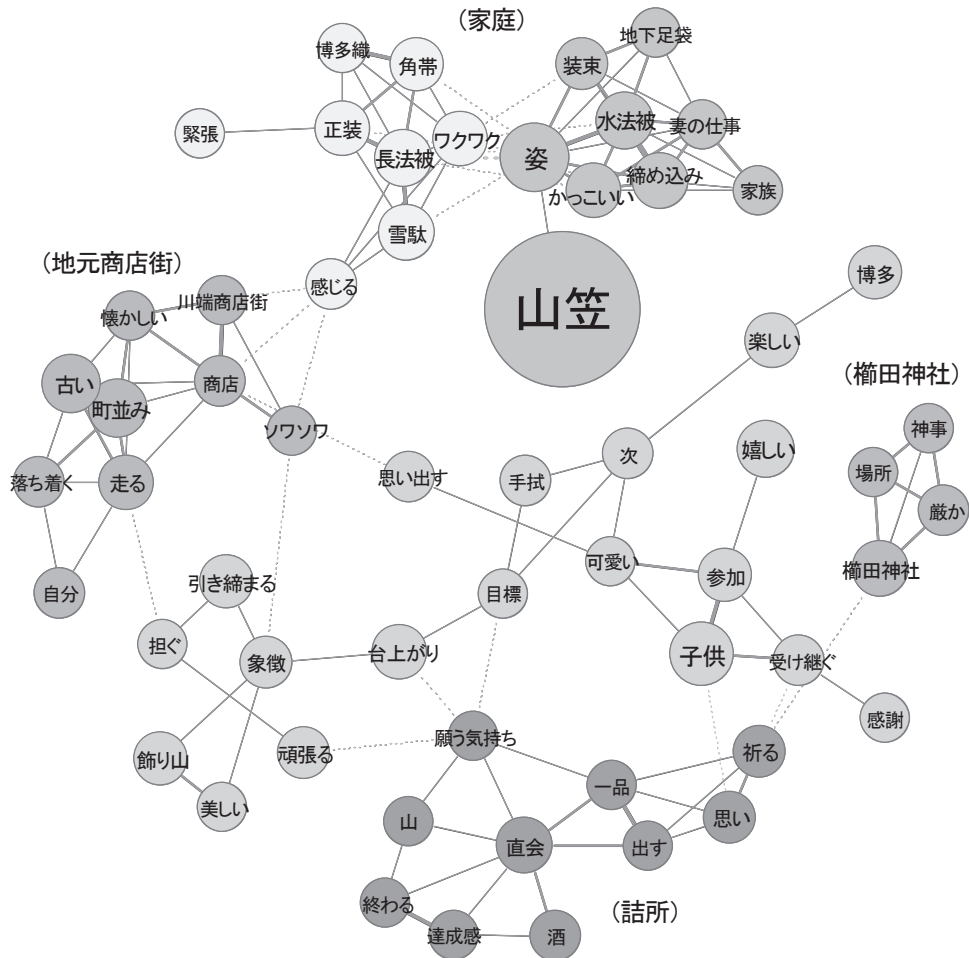 （家庭）
博多織
角帯
地下足袋
装束
緊張
正装
長法被
ワクワク
姿
水法被
妻の仕事
かっこいい
締め込み
家族
雪駄
（地元商店街）
感じる
山笠
博多
懐かしい
川端商店街
楽しい
古い
町並み
商店
（櫛田神社）
ソワソワ
神事
落ち着く
走る
思い出す
手拭
次
嬉しい
場所
厳か
自分
引き締まる
目標
可愛い
参加
櫛田神社
担ぐ
象徴
台上がり
子供
受け継ぐ
感謝
飾り山
美しい
頑張る
願う気持ち
祈る
一品
思い
山
直会
出す
終わる
達成感
酒
（詰所）